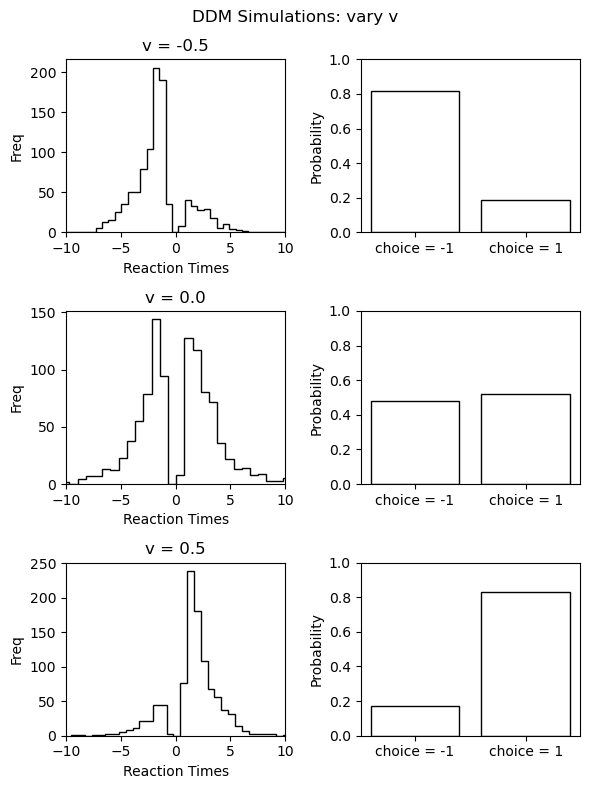 DDM Simulations: vary v
v = -0.5
200
150
100
50
0
Freq
-10 -5 0 5 10
Reaction Times
1.0
0.8
0.6
0.4
0.2
0.0
Probability
choice = -1 choice = 1
v = 0.0
150
100
50
0
Freq
-10 -5 0 5 10
Reaction Times
1.0
0.8
0.6
0.4
0.2
0.0
Probability
choice = -1 choice = 1
v = 0.5
250
200
150
100
50
0
Freq
-10 -5 0 5 10
Reaction Times
1.0
0.8
0.6
0.4
0.2
0.0
Probability
choice = -1 choice = 1